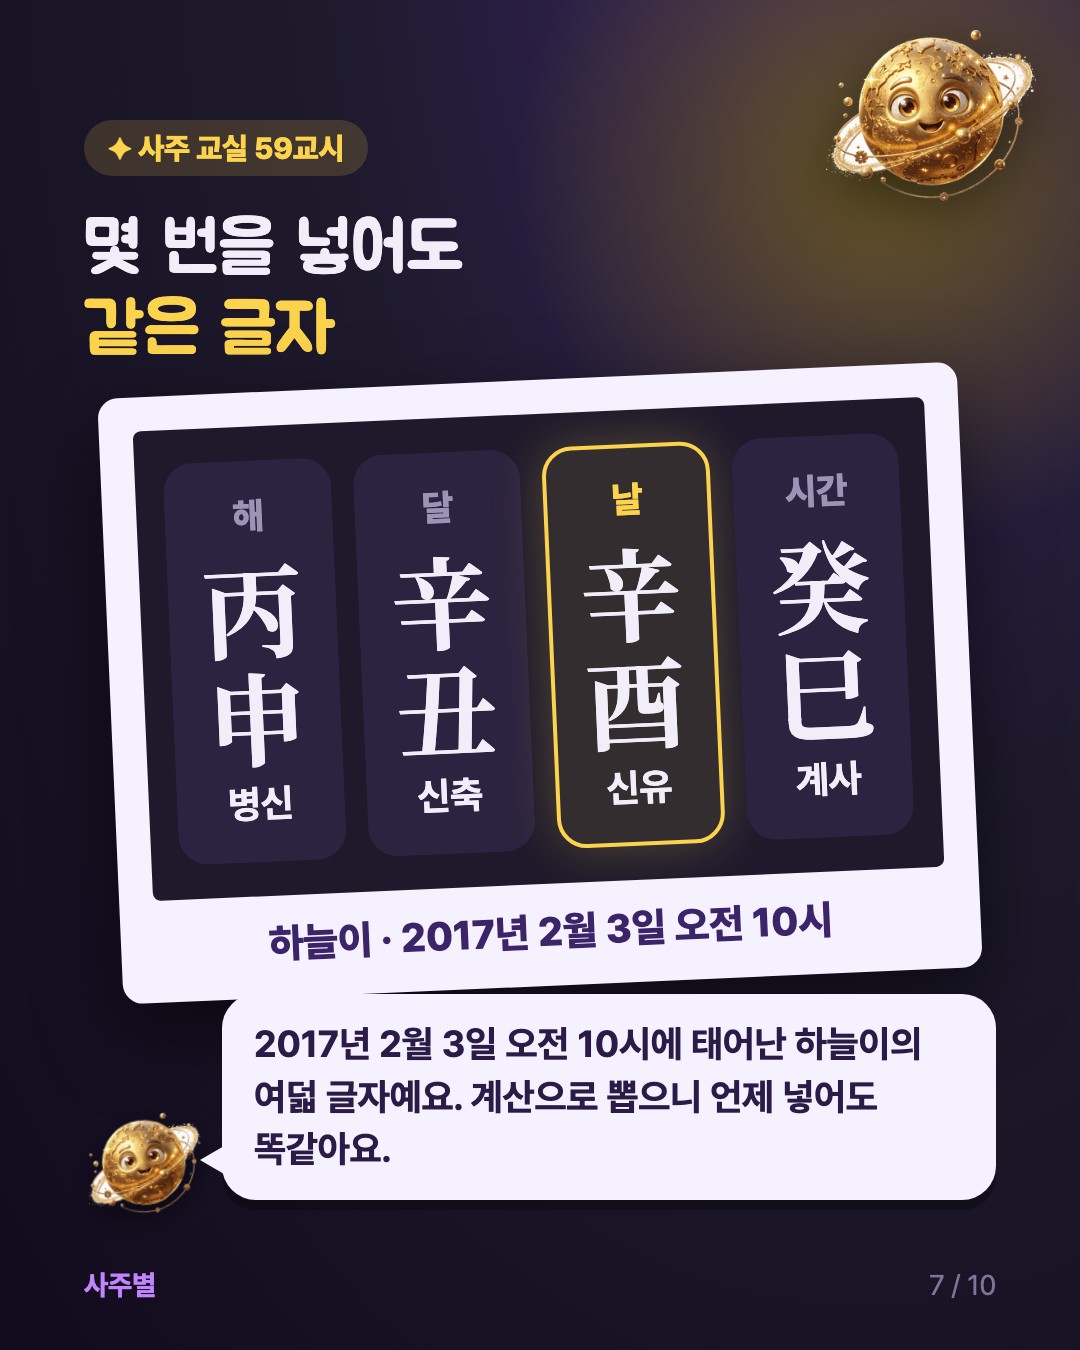 ✦ 사주 교실 59교시
몇 번을 넣어도
같은 글자
해 달 날 시간
丙 辛 辛 癸
申 丑 酉 巳
병신 신축 신유 계사
하늘이 · 2017년 2월 3일 오전 10시
2017년 2월 3일 오전 10시에 태어난 하늘이의
여덟 글자예요. 계산으로 뽑으니 언제 넣어도
똑같아요.
사주별
7 / 10